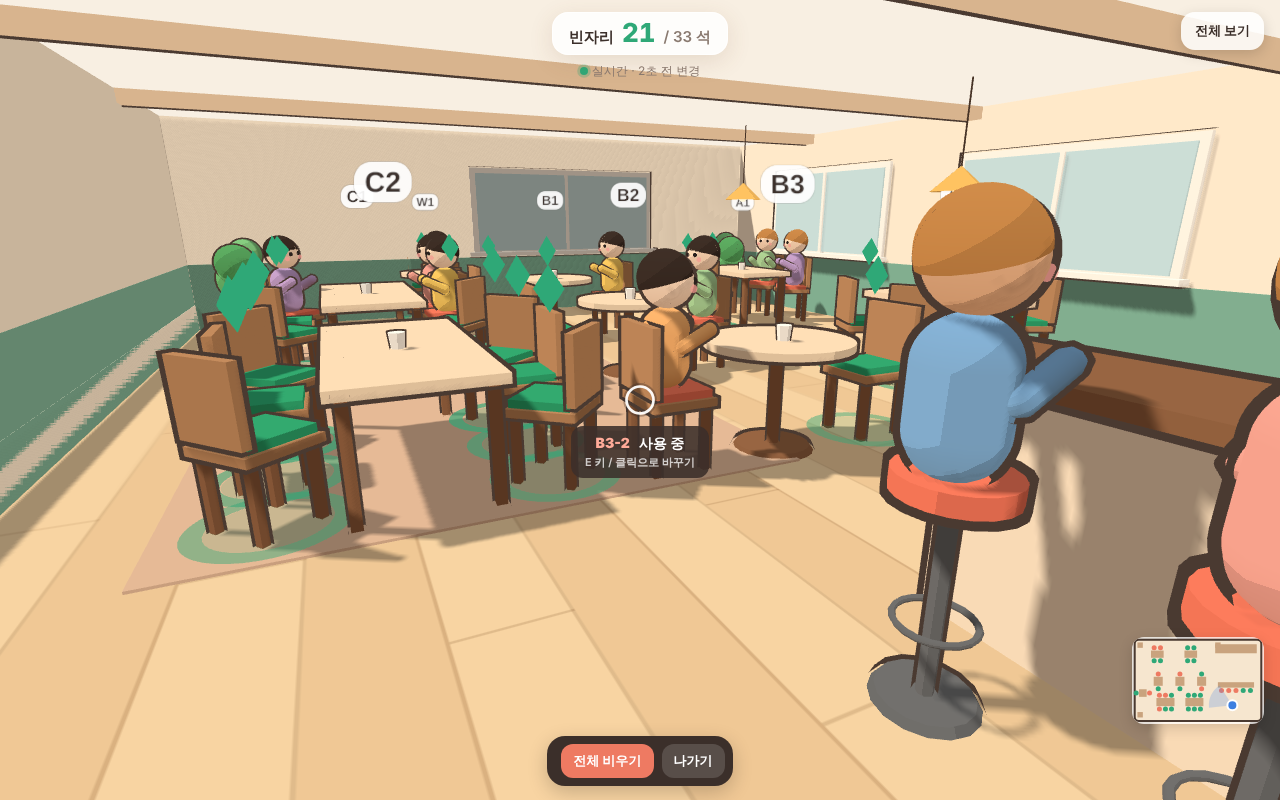 빈자리 21 / 33 석
실시간 · 2초 전 변경
전체 보기
C2
W1
B1
B2
A1
B3
B3-2 사용 중
E 키 / 클릭으로 바꾸기
전체 비우기
나가기